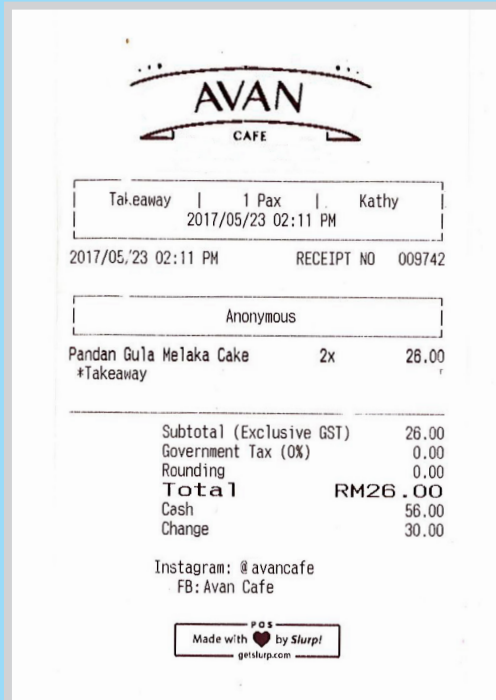 AVAN
CAFE
Takeaway | 1 Pax | Kathy
2017/05/23 02:11 PM
2017/05/23 02:11 PM RECEIPT NO 009742
Anonymous
Pandan Gula Melaka Cake 2x 26.00
*Takeaway
Subtotal (Exclusive GST) 26.00
Government Tax (0%) 0.00
Rounding 0.00
Total RM26.00
Cash 56.00
Change 30.00
Instagram: @avancafe
FB: Avan Cafe
POS
Made with ♥ by Slurp!
getslurp.com